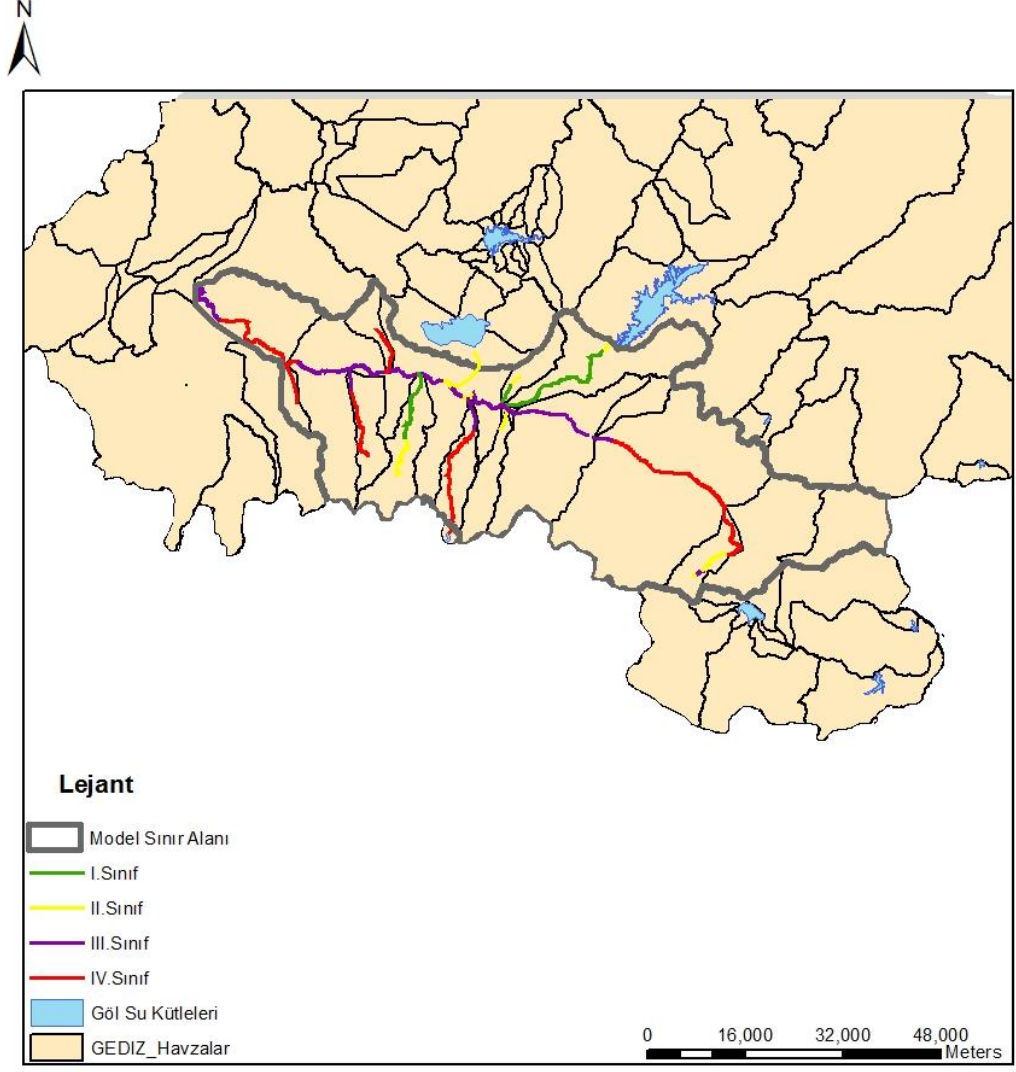 N
Lejant
Model Sınır Alanı
I.Sınıf
II.Sınıf
III.Sınıf
IV.Sınıf
Göl Su Kütleleri
GEDIZ_Havzalar
0 16,000 32,000 48,000
Meters